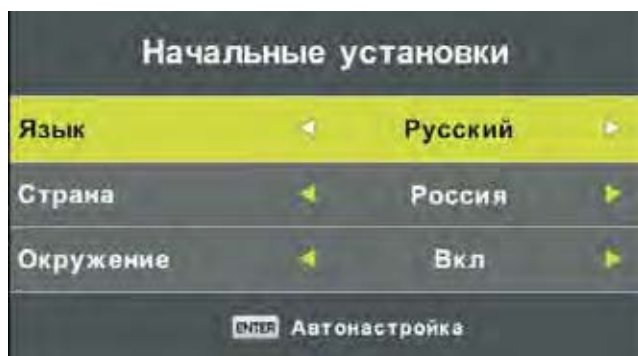 Начальные установки
Язык Русский
Страна Россия
Окружение Вкл
ENTER Автонастройка